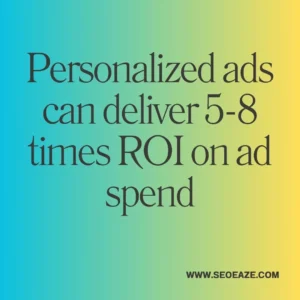 Personalized ads
can deliver 5-8
times ROI on ad
spend
WWW.SEOEAZE.COM